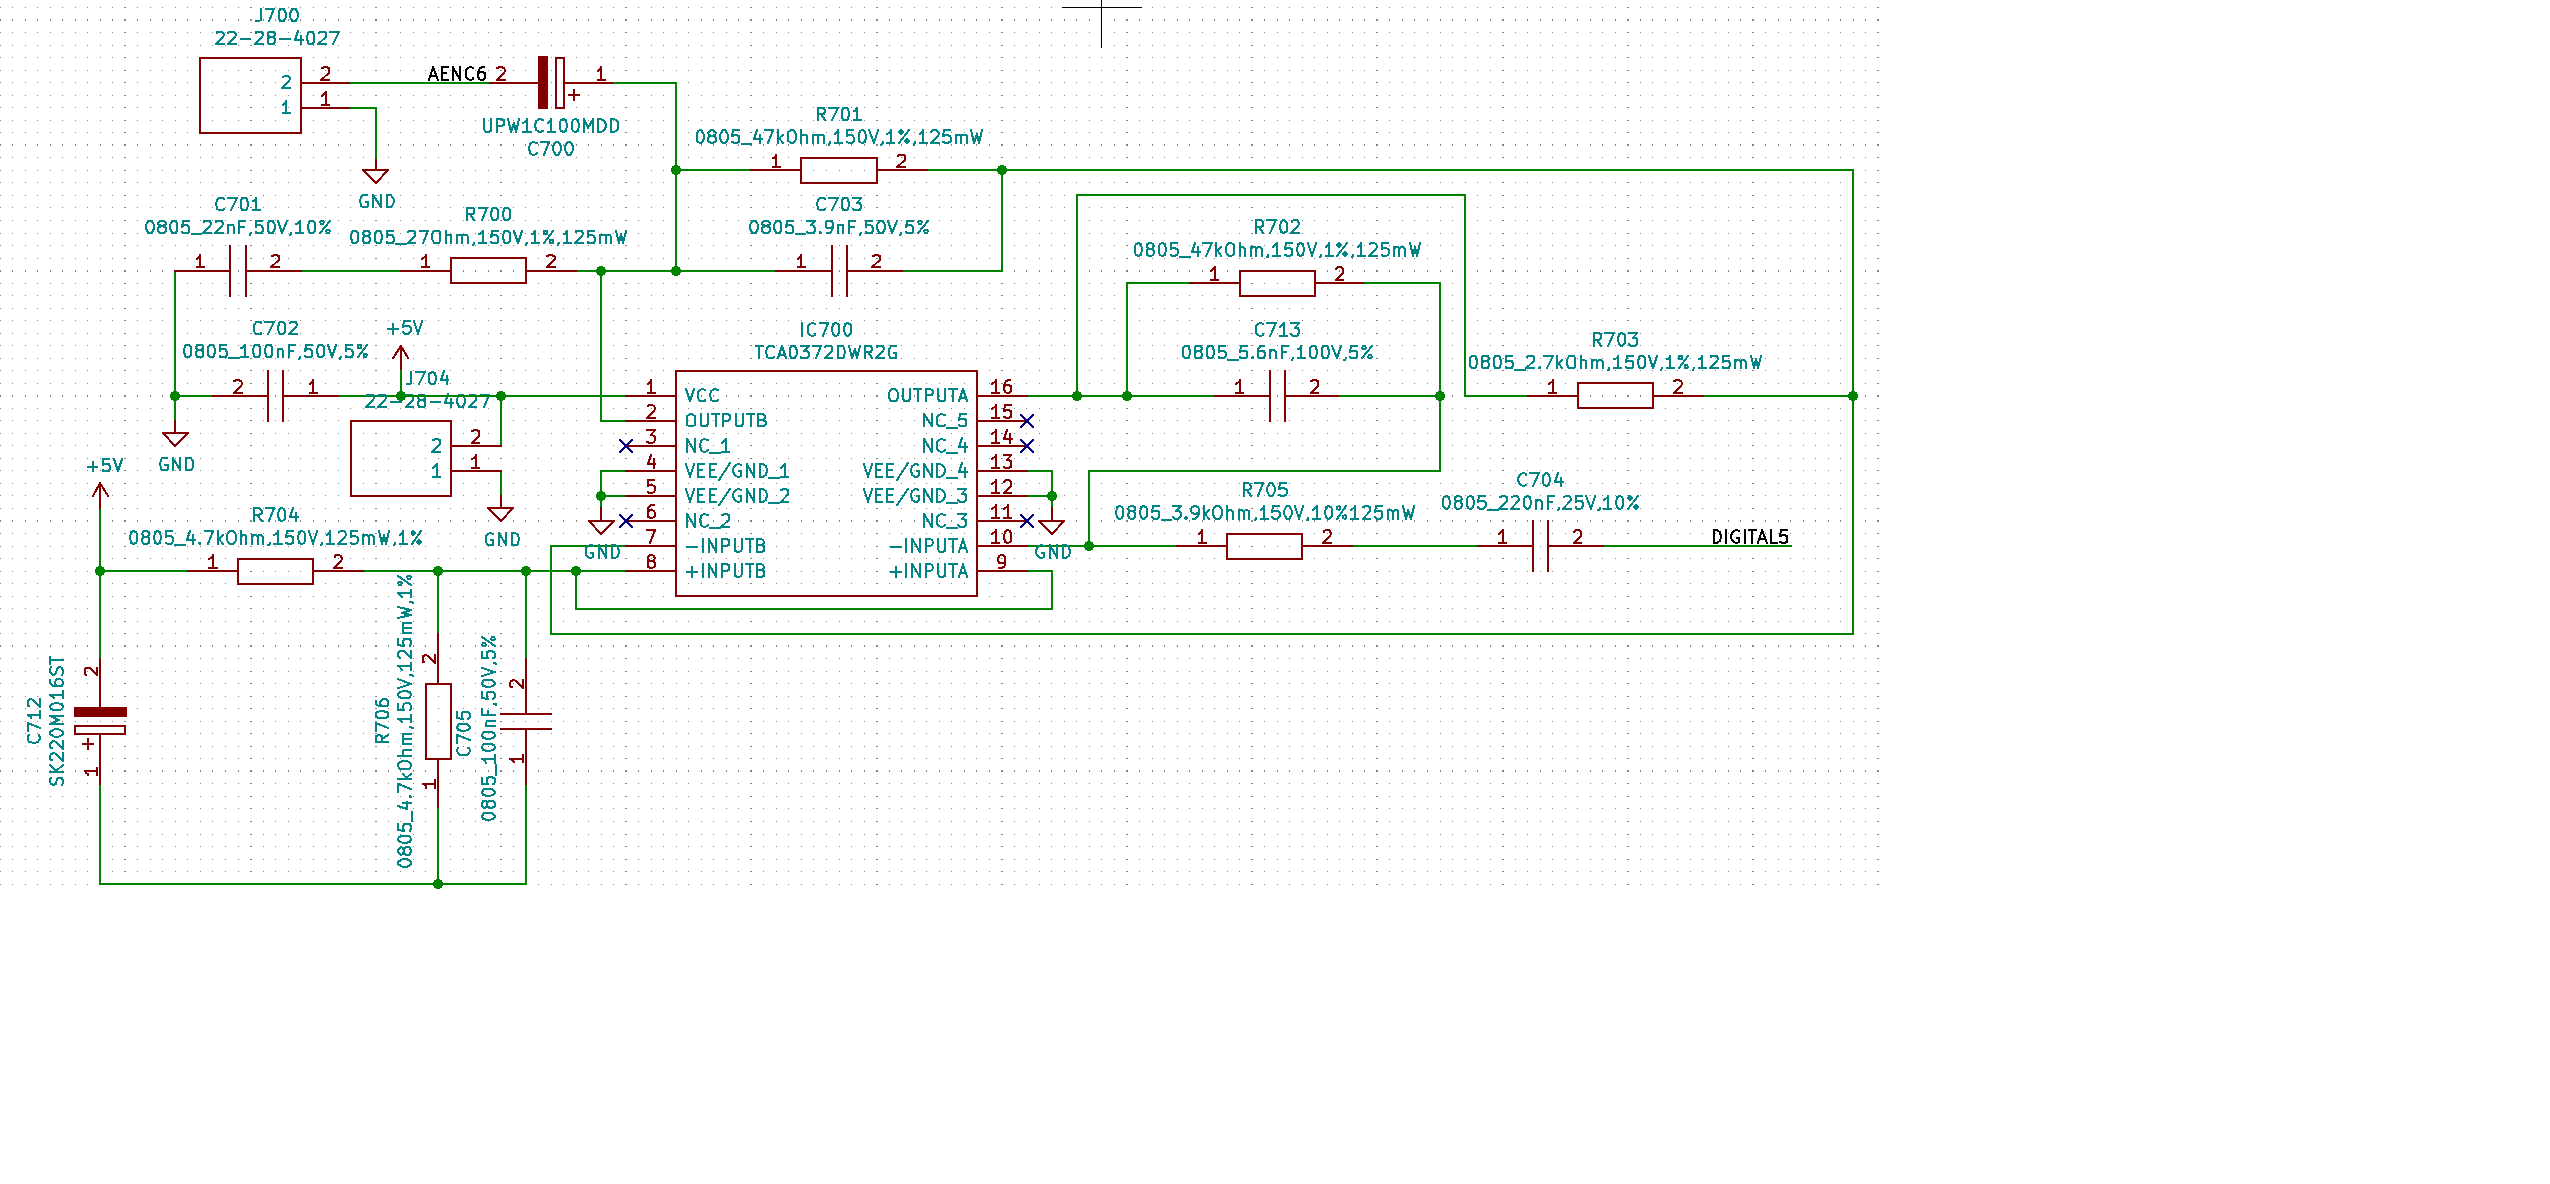 J700
22-28-4027
2
2
1
1
AENC6
2
1
+
UPW1C100MDD
C700
GND
R701
0805_47kOhm,150V,1%,125mW
1
2
C701
0805_22nF,50V,10%
1
2
R700
0805_27Ohm,150V,1%,125mW
1
2
C703
0805_3.9nF,50V,5%
1
2
R702
0805_47kOhm,150V,1%,125mW
1
2
C702
0805_100nF,50V,5%
2
1
+5V
J704
22-28-4027
2
2
1
1
GND
GND
IC700
TCA0372DWR2G
1 VCC
2 OUTPUTB
3 NC_1
4 VEE/GND_1
5 VEE/GND_2
6 NC_2
7 -INPUTB
8 +INPUTB
OUTPUTA 16
NC_5 15
NC_4 14
VEE/GND_4 13
VEE/GND_3 12
NC_3 11
-INPUTA 10
+INPUTA 9
GND
GND
C713
0805_5.6nF,100V,5%
1
2
R703
0805_2.7kOhm,150V,1%,125mW
1
2
R705
0805_3.9kOhm,150V,10%125mW
1
2
C704
0805_220nF,25V,10%
1
2
DIGITAL5
+5V
R704
0805_4.7kOhm,150V,125mW,1%
1
2
C712
SK220M016ST
2
+
1
R706
0805_4.7kOhm,150V,125mW,1%
2
1
C705
0805_100nF,50V,5%
2
1